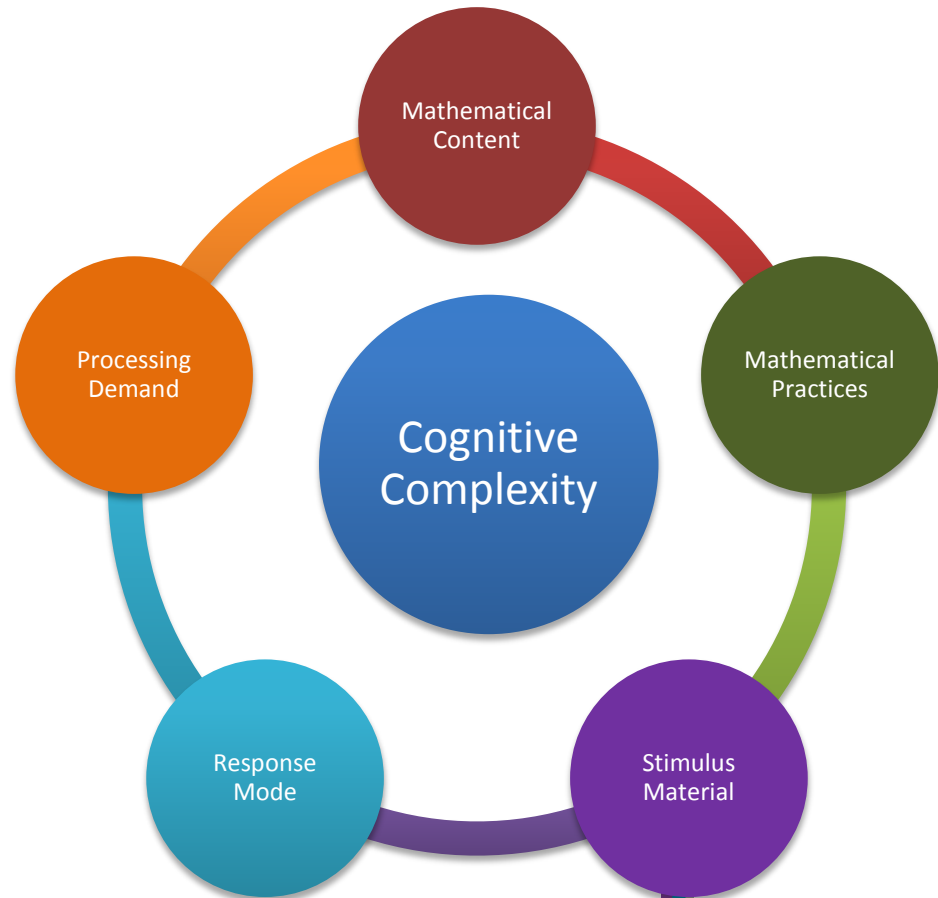 Mathematical
Content
Processing
Demand
Mathematical
Practices
Cognitive
Complexity
Response
Mode
Stimulus
Material